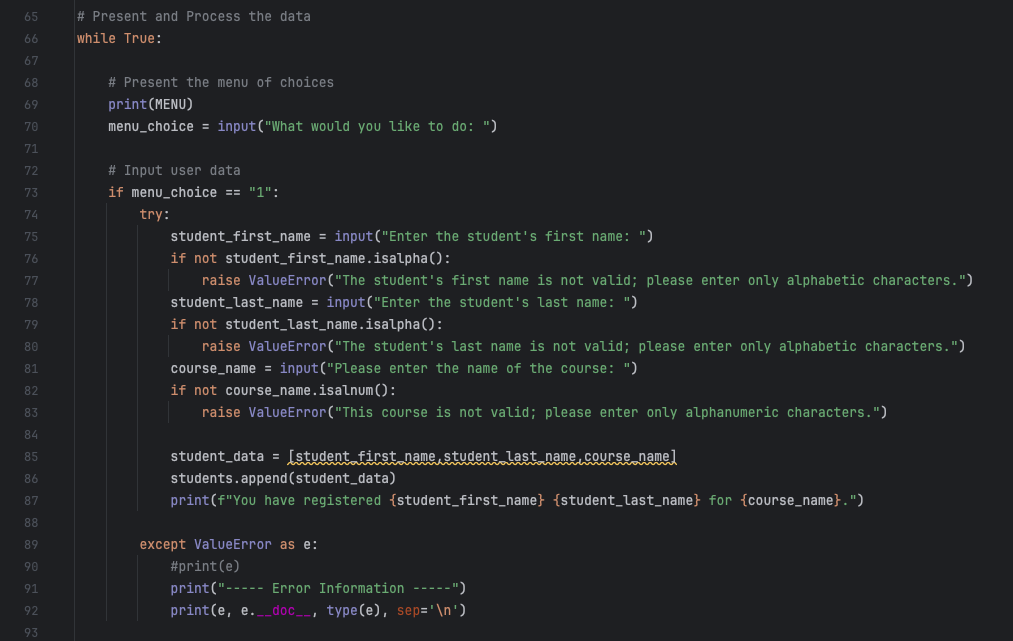 65 # Present and Process the data
66 while True:
67
68     # Present the menu of choices
69     print(MENU)
70     menu_choice = input("What would you like to do: ")
71
72     # Input user data
73     if menu_choice == "1":
74         try:
75             student_first_name = input("Enter the student's first name: ")
76             if not student_first_name.isalpha():
77                 raise ValueError("The student's first name is not valid; please enter only alphabetic characters.")
78             student_last_name = input("Enter the student's last name: ")
79             if not student_last_name.isalpha():
80                 raise ValueError("The student's last name is not valid; please enter only alphabetic characters.")
81             course_name = input("Please enter the name of the course: ")
82             if not course_name.isalnum():
83                 raise ValueError("This course is not valid; please enter only alphanumeric characters.")
84
85             student_data = [student_first_name,student_last_name,course_name]
86             students.append(student_data)
87             print(f"You have registered {student_first_name} {student_last_name} for {course_name}.")
88
89         except ValueError as e:
90             #print(e)
91             print("----- Error Information -----")
92             print(e, e.__doc__, type(e), sep='\n')
93